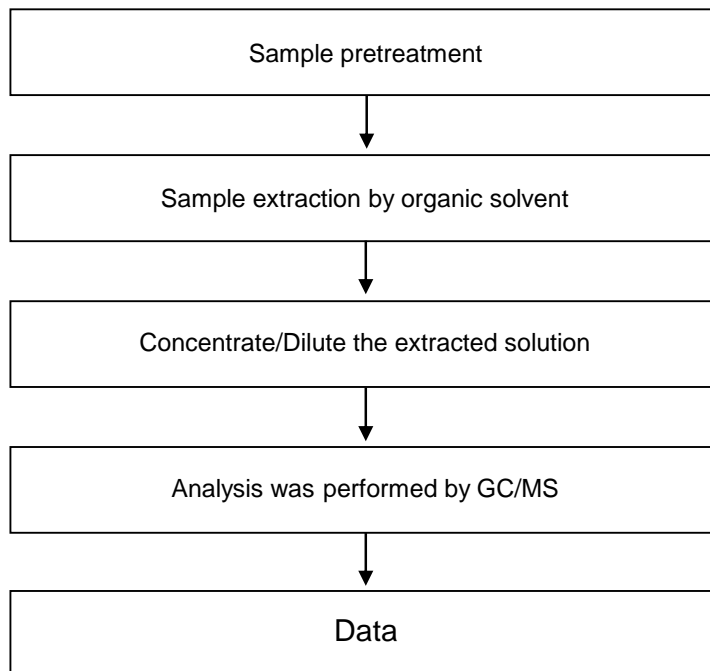 Sample pretreatment
Sample extraction by organic solvent
Concentrate/Dilute the extracted solution
Analysis was performed by GC/MS
Data